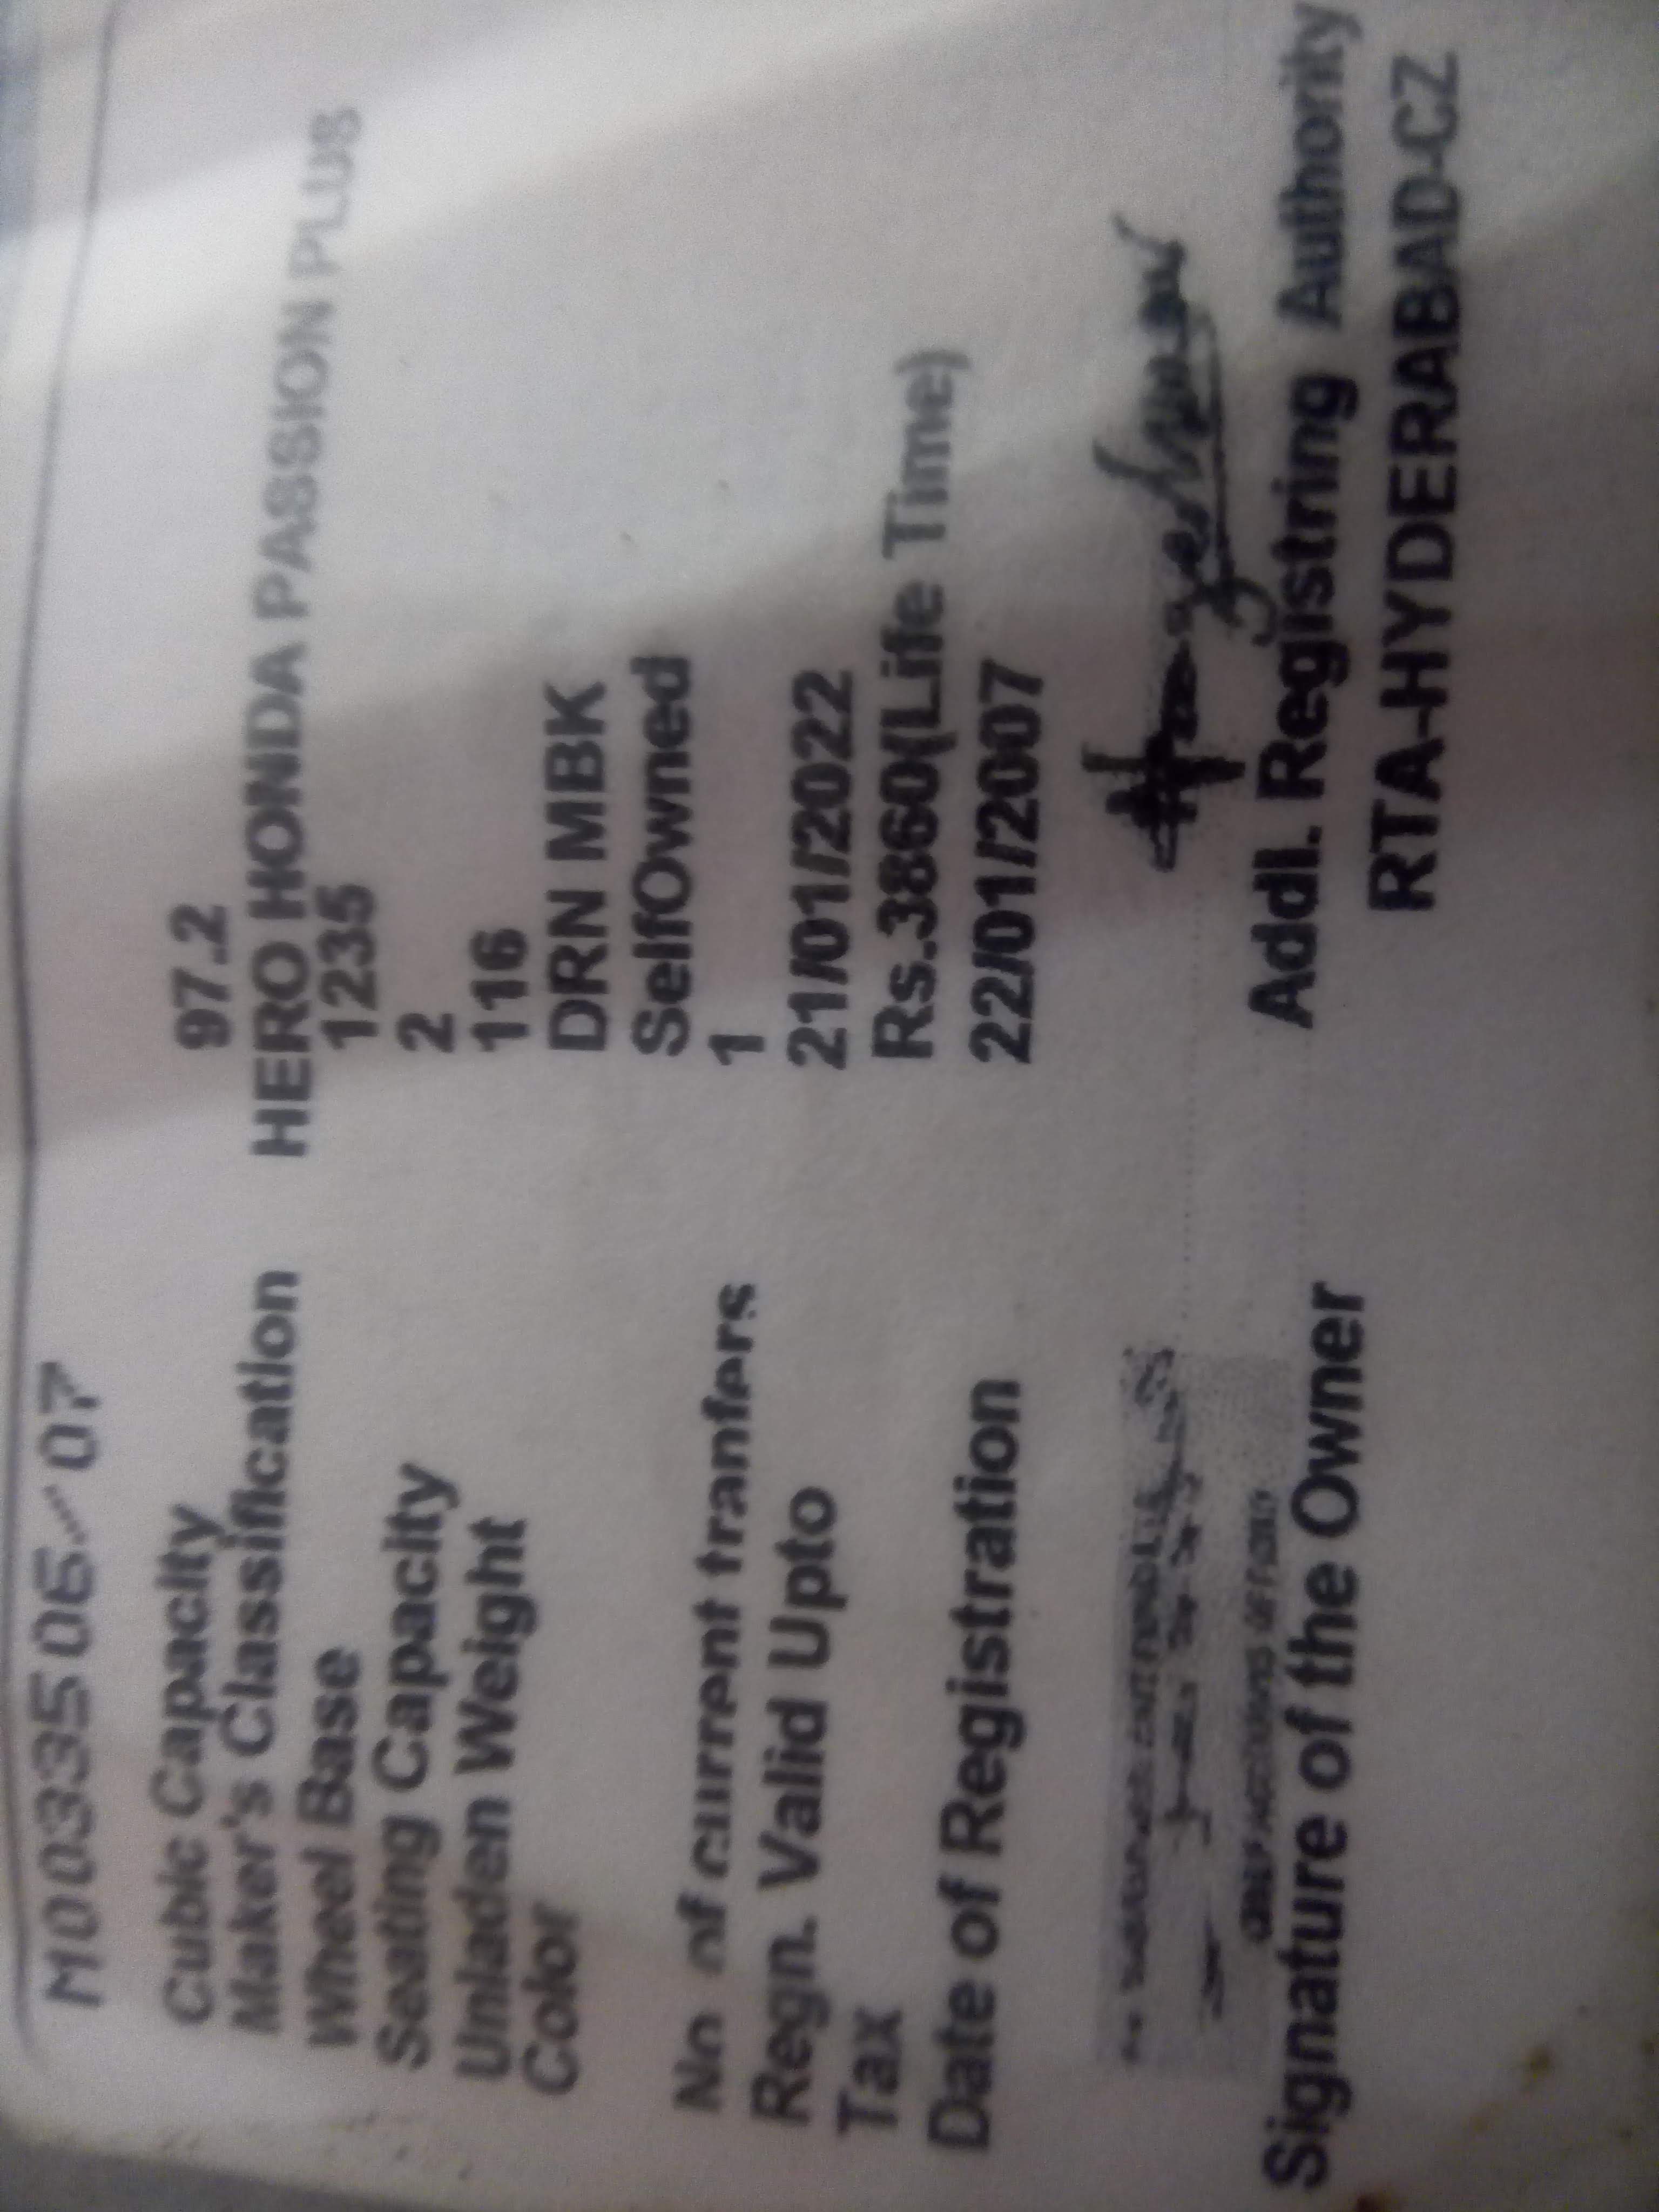 M0033506/07
Cubic Capacity 97.2
Maker's Classification HERO HONDA PASSION PLUS
Wheel Base 1235
Seating Capacity 2
Unladen Weight 116
Color DRN MBK
SelfOwned
No of current tranfers 1
Regn. Valid Upto 21/01/2022
Tax Rs.3860(Life Time)
Date of Registration 22/01/2007
Signature of the Owner Addl. Registring Authority
RTA-HYDERABAD-CZ